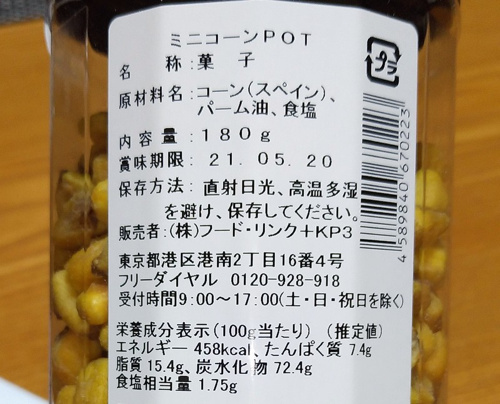 ミニコーンPOT
名 称:菓 子
プラ
原材料名:コーン(スペイン)、
パーム油、食塩
内 容 量:180g
賞味期限: 21. 05. 20
保存方法: 直射日光、高温多湿
を避け、保存してください。
販売者:(株)フード・リンク+KP3
東京都港区港南2丁目16番4号
フリーダイヤル 0120-928-918
受付時間9:00～17:00(土・日・祝日を除く)
栄養成分表示(100g当たり) (推定値)
エネルギー 458kcal、たんぱく質 7.4g
脂質 15.4g、炭水化物 72.4g
食塩相当量 1.75g
4 589840 670223